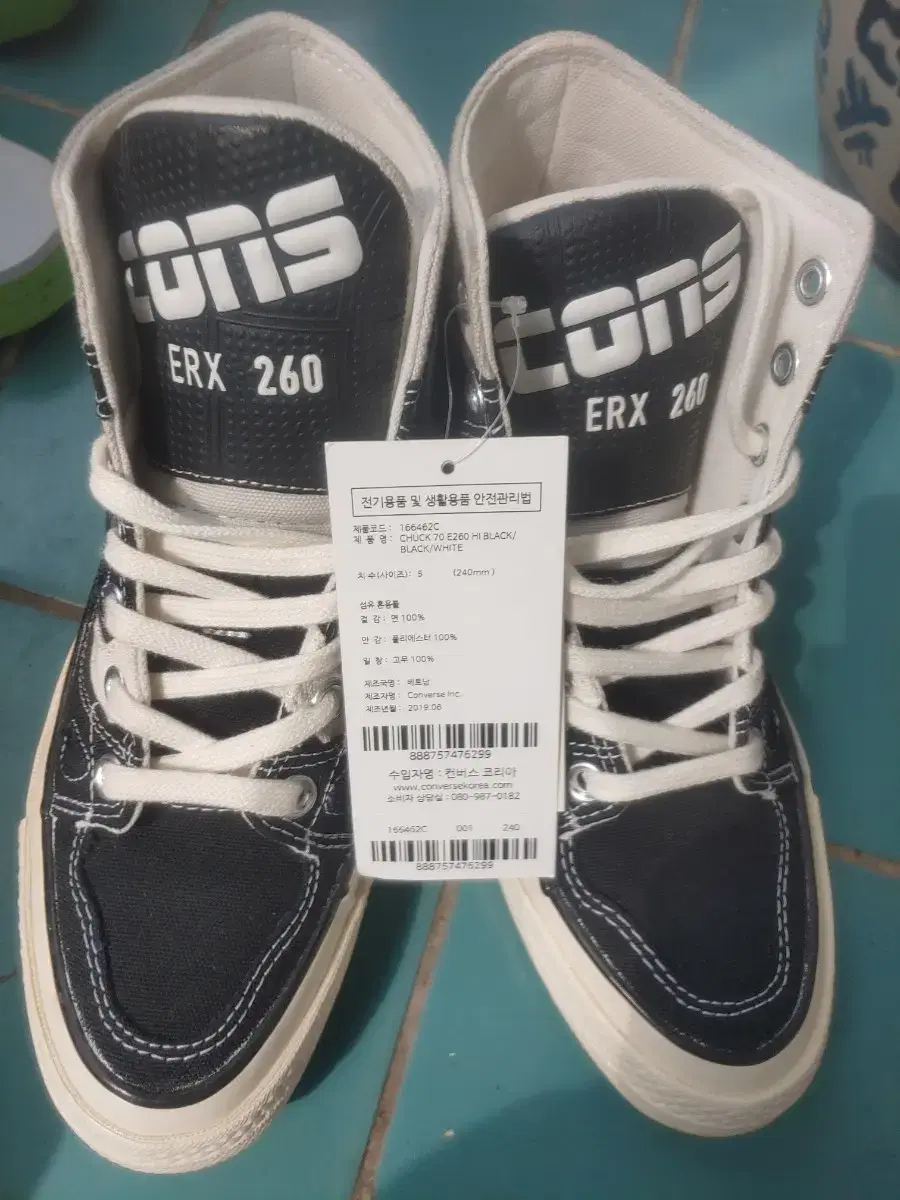 CONS
ERX 260
CONS
ERX 260
전기용품 및 생활용품 안전관리법
제품코드 : 166462C
제 품 명 : CHUCK 70 E260 HI BLACK/
BLACK/WHITE
치수(사이즈) : 5 (240mm)
섬유 혼용률
겉 감 : 면 100%
안 감 : 폴리에스터 100%
밑 창 : 고무 100%
제조국명 : 베트남
제조자명 : Converse Inc.
제조년월 : 2019.06
888757476299
수입자명 : 컨버스 코리아
www.conversekorea.com
소비자 상담실 : 080-987-0182
166462C 001 240
888757476299